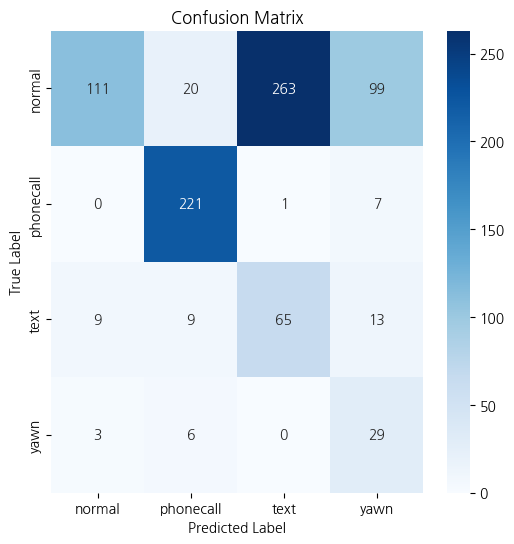 Confusion Matrix
True Label
normal
111 20 263 99
phonecall
0 221 1 7
text
9 9 65 13
yawn
3 6 0 29
normal phonecall text yawn
Predicted Label
250
200
150
100
50
0